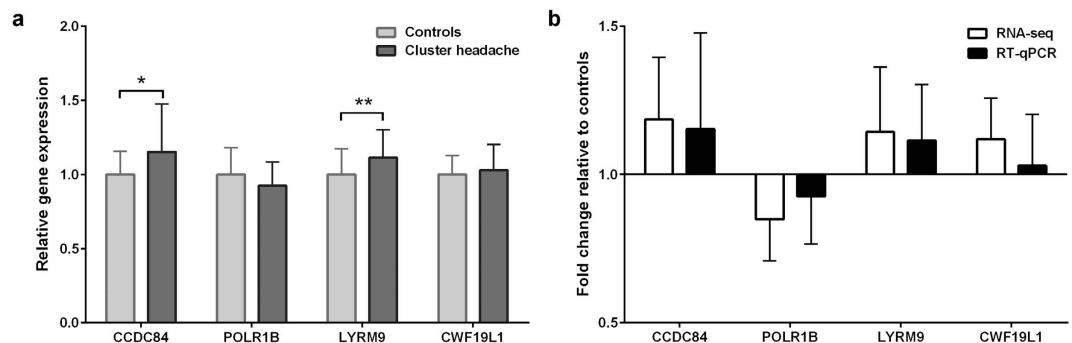 a
Relative gene expression
2.0
1.5
1.0
0.5
0.0
Controls
Cluster headache
*
**
CCDC84 POLR1B LYRM9 CWF19L1
b
Fold change relative to controls
1.5
1.0
0.5
RNA-seq
RT-qPCR
CCDC84 POLR1B LYRM9 CWF19L1